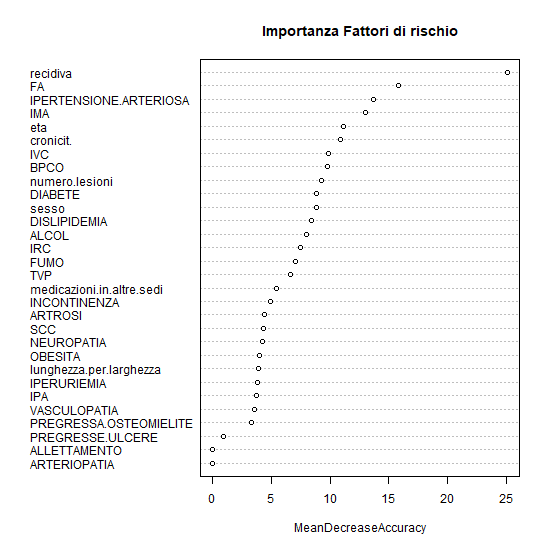 Importanza Fattori di rischio
recidiva
FA
IPERTENSIONE.ARTERIOSA
IMA
eta
cronicit.
IVC
BPCO
numero.lesioni
DIABETE
sesso
DISLIPIDEMIA
ALCOL
IRC
FUMO
TVP
medicazioni.in.altre.sedi
INCONTINENZA
ARTROSI
SCC
NEUROPATIA
OBESITA
lunghezza.per.larghezza
IPERURIEMIA
IPA
VASCULOPATIA
PREGRESSA.OSTEOMIELITE
PREGRESSE.ULCERE
ALLETTAMENTO
ARTERIOPATIA
0 5 10 15 20 25
MeanDecreaseAccuracy